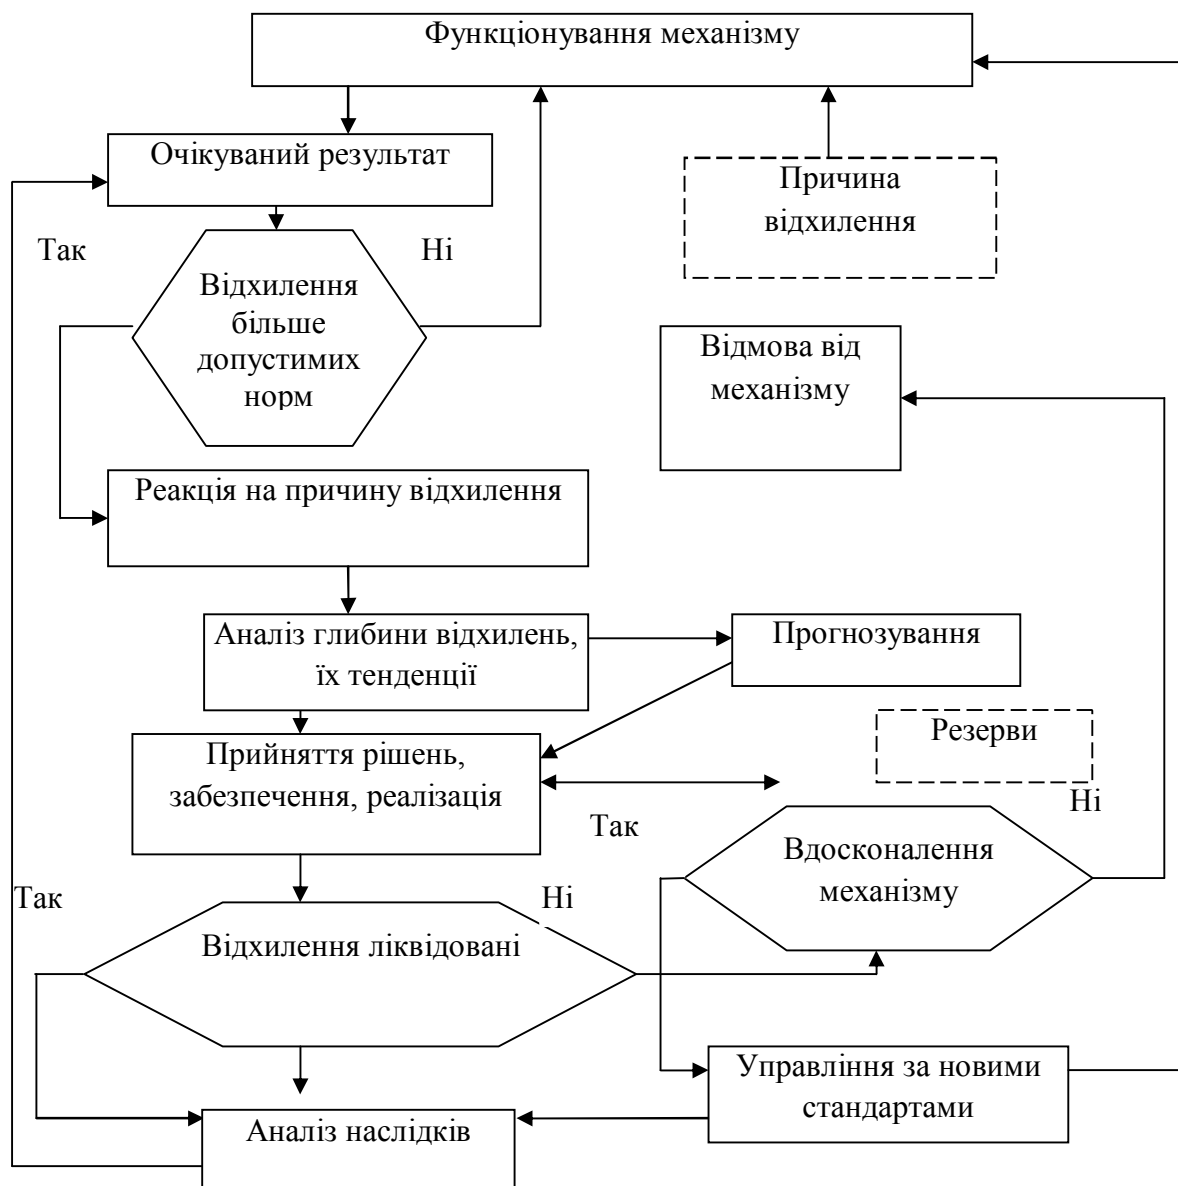 Функціонування механізму
Очікуваний результат
Причина
відхилення
Так
Ні
Відхилення
більше
допустимих
норм
Відмова від
механізму
Реакція на причину відхилення
Аналіз глибини відхилень,
їх тенденції
Прогнозування
Резерви
Прийняття рішень,
забезпечення, реалізація
Ні
Так
Вдосконалення
механізму
Так
Ні
Відхилення ліквідовані
Управління за новими
стандартами
Аналіз наслідків